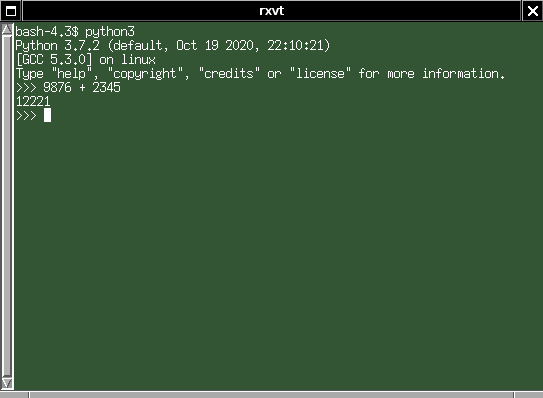 rxvt
bash-4.3$ python3
Python 3.7.2 (default, Oct 19 2020, 22:10:21)
[GCC 5.3.0] on linux
Type "help", "copyright", "credits" or "license" for more information.
>>> 9876 + 2345
12221
>>>